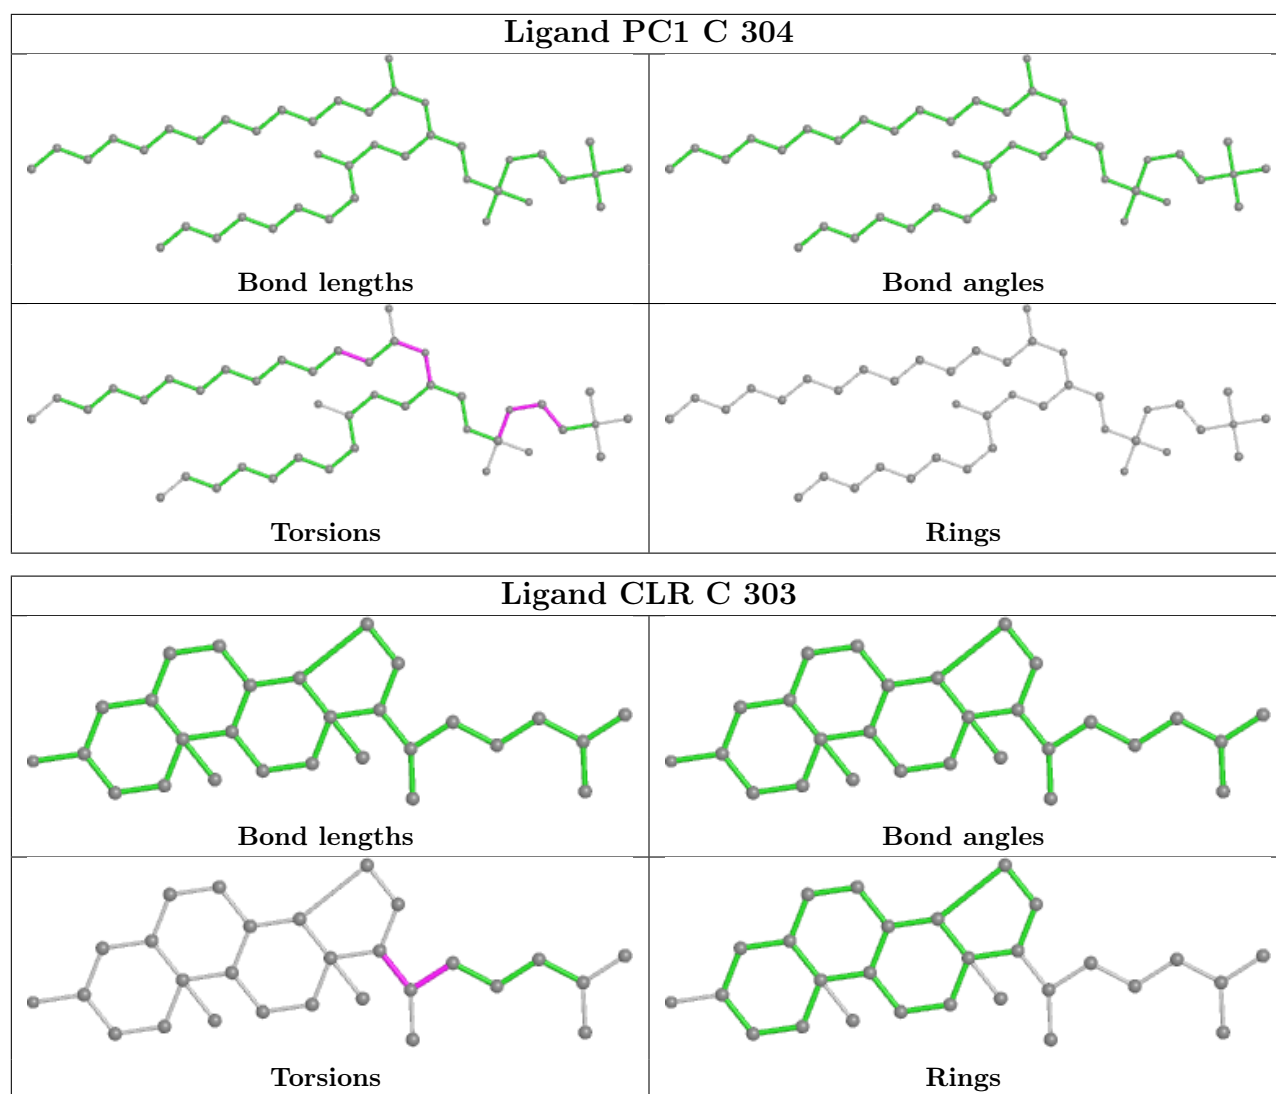 Ligand PC1 C 304
Bond lengths
Bond angles
Torsions
Rings
Ligand CLR C 303
Bond lengths
Bond angles
Torsions
Rings